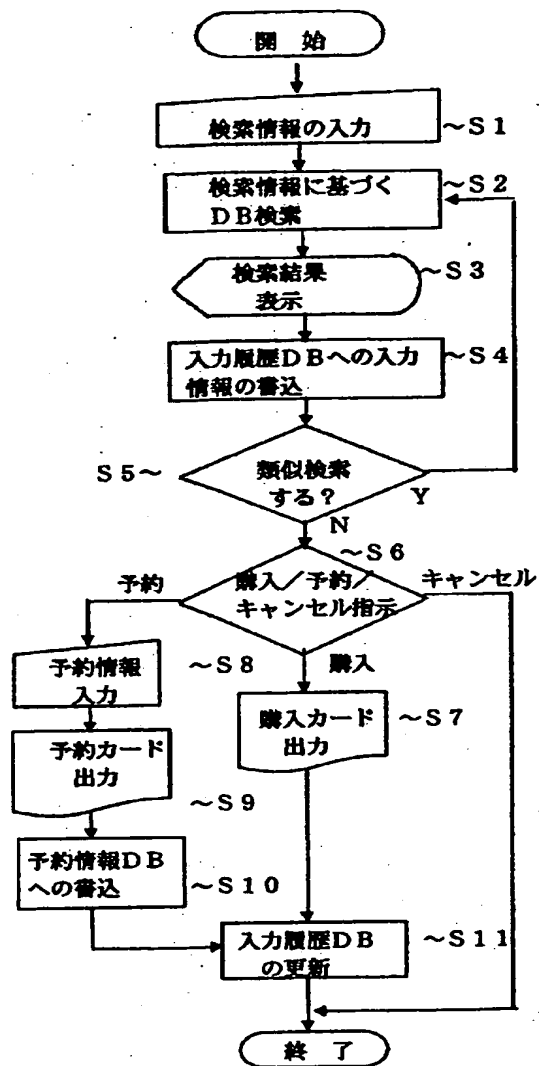 開 始
検索情報の入力
~S1
検索情報に基づく
DB検索
~S2
検索結果
表示
~S3
入力履歴DBへの入力
情報の書込
~S4
S5~
類似検索
する?
Y
N
~S6
予約
購入/予約/
キャンセル指示
キャンセル
予約情報
入力
~S8
購入
予約カード
出力
~S9
購入カード
出力
~S7
予約情報DB
への書込
~S10
入力履歴DB
の更新
~S11
終 了